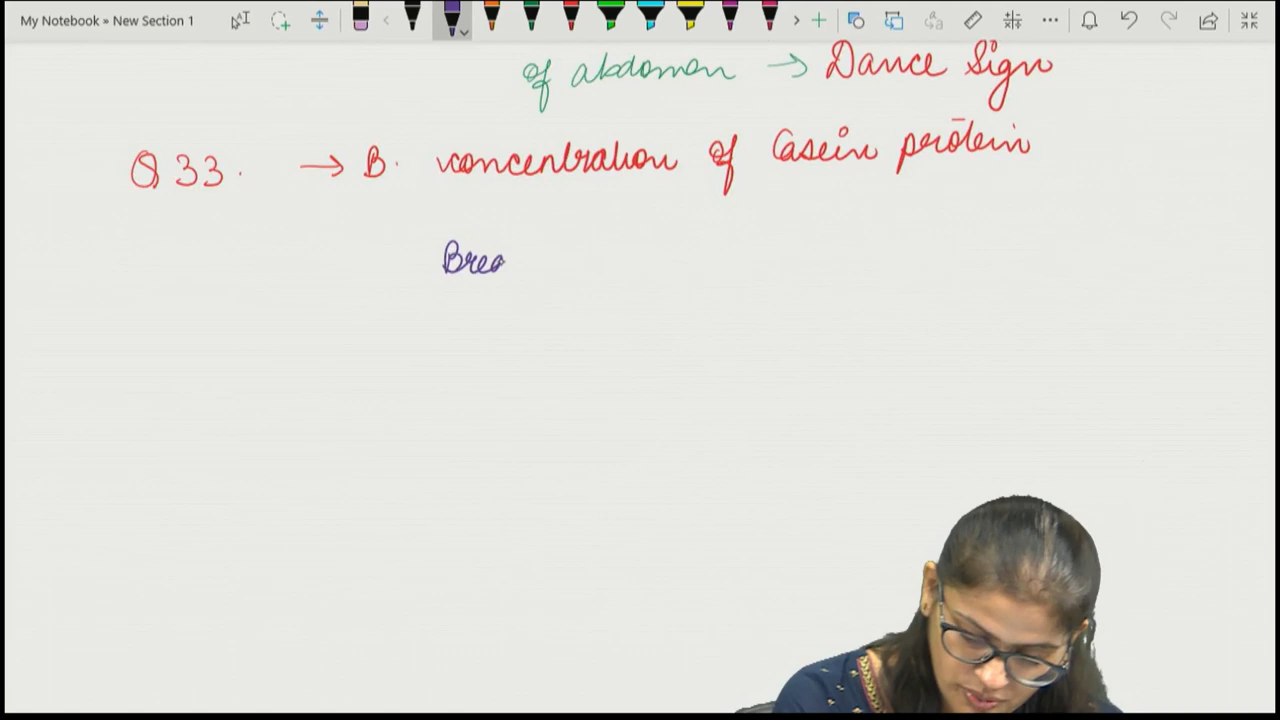 My Notebook » New Section 1
of abdomen → Dance Sign
Q 33. → B. concentration of Casein protein
Brea